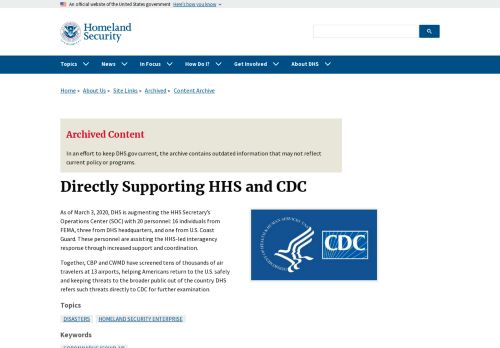 An official website of the United States government Here's how you know
Homeland
Security
Topics News In Focus How Do I? Get Involved About DHS
Home About Us Site Links Archived Content Archive
Archived Content
In an effort to keep DHS.gov current, the archive contains outdated information that may not reflect
current policy or programs.
Directly Supporting HHS and CDC
As of March 3, 2020, DHS is augmenting the HHS Secretary's
Operations Center (SOC) with 20 personnel: 16 individuals from
FEMA, three from DHS headquarters, and one from U.S. Coast
Guard. These personnel are assisting the HHS-led interagency
response through increased support and coordination.
CDC
Together, CBP and CWMD have screened tens of thousands of air
travelers at 13 airports, helping Americans return to the U.S. safely
and keeping threats to the broader public out of the country. DHS
refers such threats directly to CDC for further examination.
Topics
DISASTERS HOMELAND SECURITY ENTERPRISE
Keywords